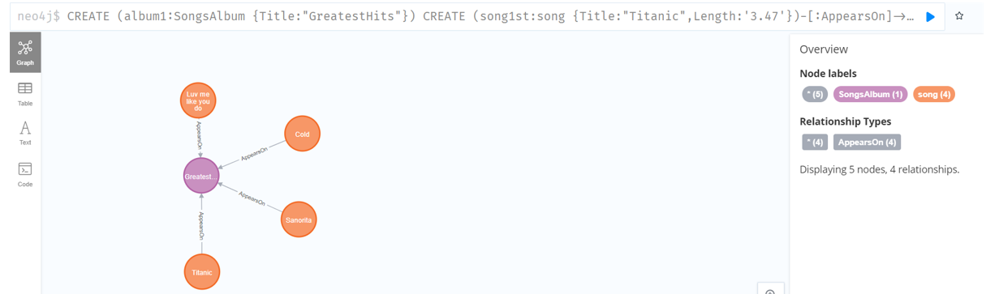 neo4j$ CREATE (album1:SongsAlbum {Title:"GreatestHits"}) CREATE (song1st:song {Title:"Titanic",Length:'3.47'})-[:AppearsOn]→…
Graph
Table
Text
Code
Luv me
like you
do
AppearsOn
Cold
AppearsOn
Greatest...
AppearsOn
Sanorita
AppearsOn
Titanic
Overview
Node labels
* (5) SongsAlbum (1) song (4)
Relationship Types
* (4) AppearsOn (4)
Displaying 5 nodes, 4 relationships.